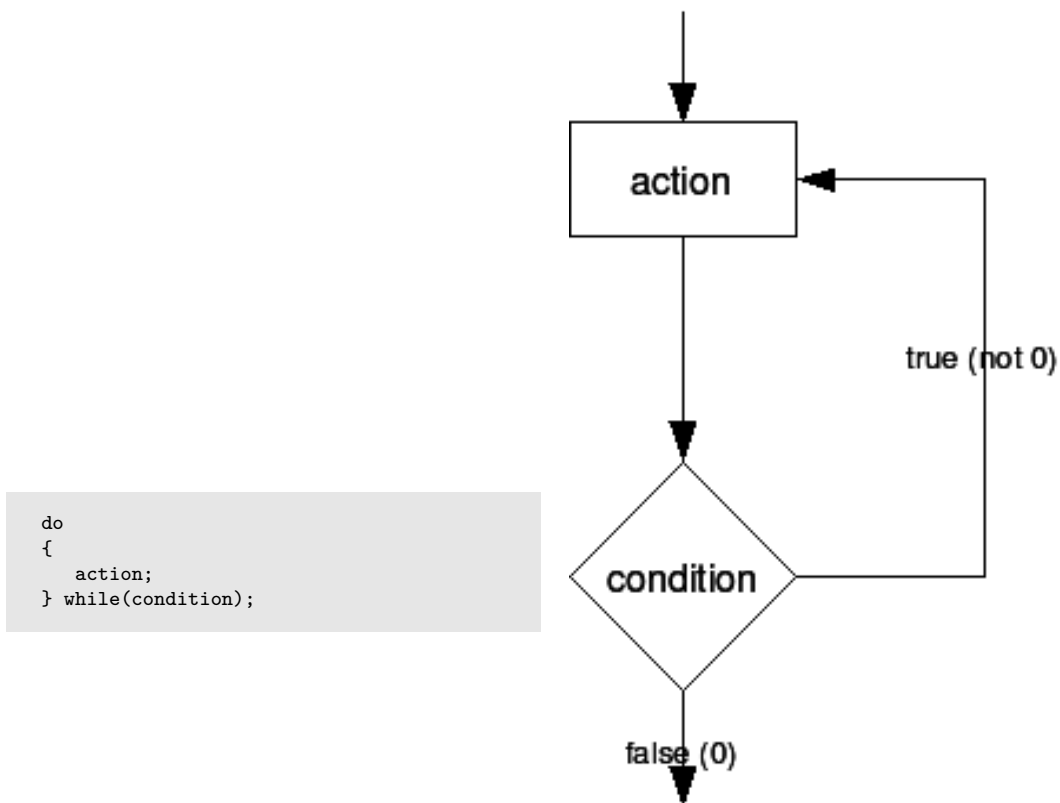 action
true (not 0)
do
{
action;
} while(condition);
condition
false (0)